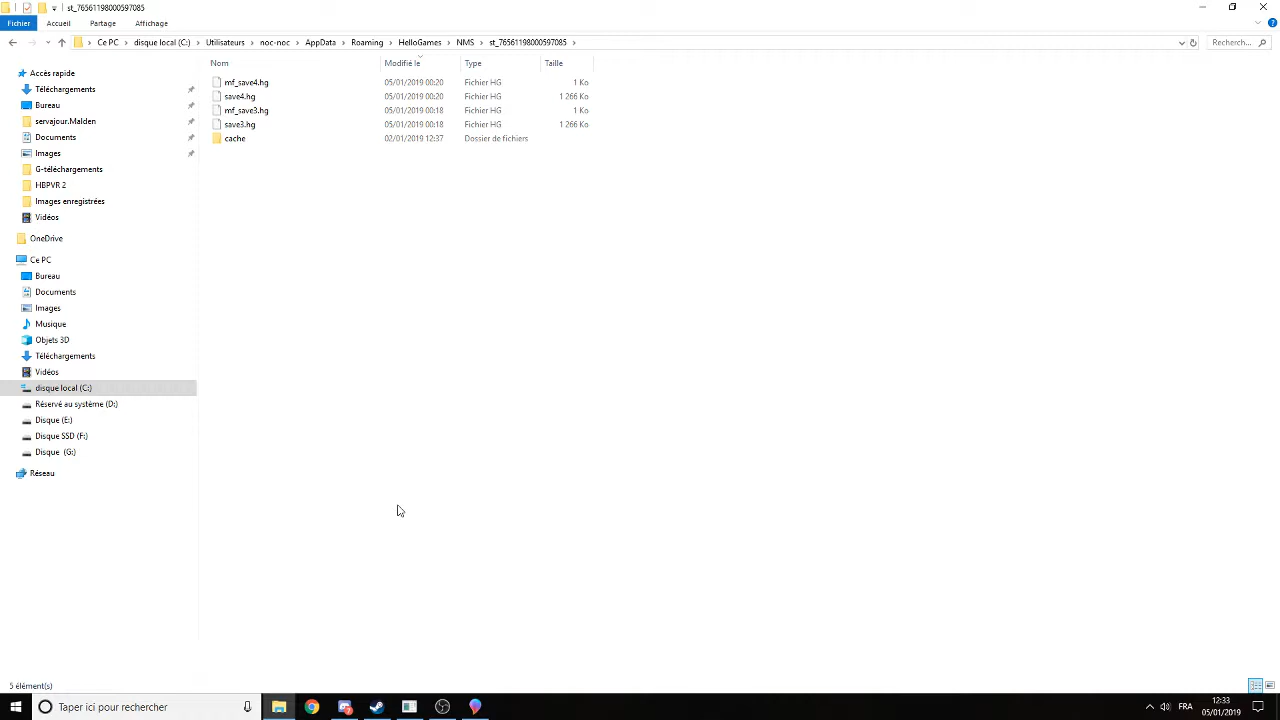 st_76561198000597085
Fichier Accueil Partage Affichage
Ce PC disque local (C:) Utilisateurs noc-noc AppData Roaming HelloGames NMS st_76561198000597085 Recherch...
Nom Modifié le Type Taille
mf_save4.hg 05/01/2019 00:20 Fichier HG 1 Ko
save4.hg 05/01/2019 00:20 Fichier HG 1 266 Ko
mf_save3.hg 05/01/2019 00:18 Fichier HG 1 Ko
save3.hg 05/01/2019 00:18 Fichier HG 1 266 Ko
cache 02/01/2019 12:37 Dossier de fichiers
Accès rapide
Téléchargements
Bureau
servajour.Malden
Documents
Images
G-téléchargements
HBPVR 2
Images enregistrées
Vidéos
OneDrive
Ce PC
Bureau
Documents
Images
Musique
Objets 3D
Téléchargements
Vidéos
disque local (C:)
Réservé au système (D:)
Disque (E:)
Disque SSD (F:)
Disque (G:)
Réseau
5 élément(s)
Taper ici pour rechercher
FRA
12:33
05/01/2019